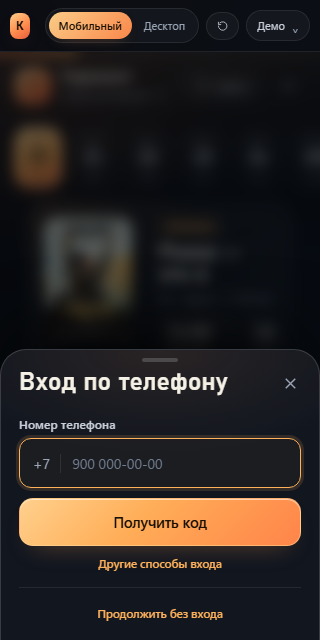 K
Мобильный
Десктоп
Демо
Вход по телефону
Номер телефона
+7 900 000-00-00
Получить код
Другие способы входа
Продолжить без входа